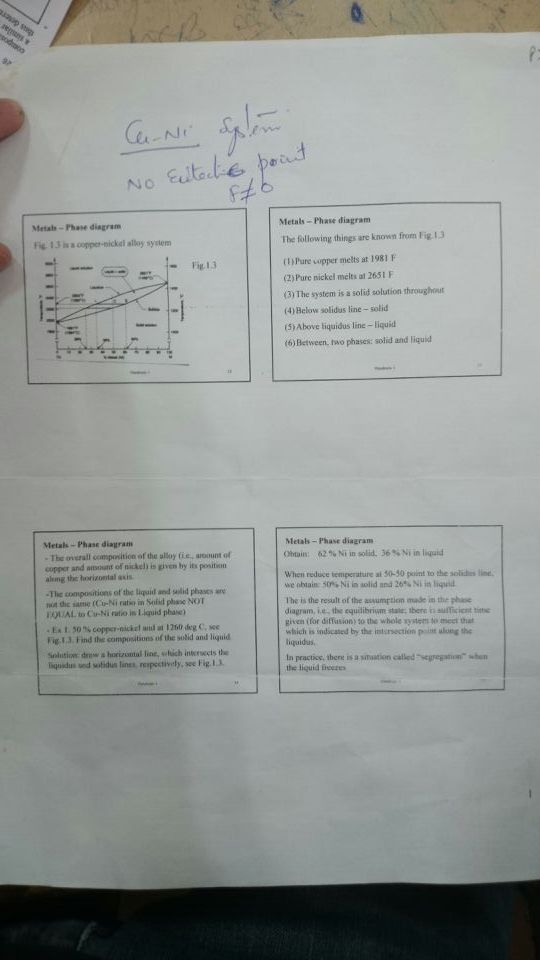 Cu-Ni System
NO Eutectic point
F≠0
Metals – Phase diagram
Fig. 1.3 is a copper-nickel alloy system
Fig.1.3
Liquid solution
Liquidus
Solidus
Solid solution
Metals – Phase diagram
The following things are known from Fig.1.3
(1)Pure copper melts at 1981 F
(2)Pure nickel melts at 2651 F
(3)The system is a solid solution throughout
(4)Below solidus line – solid
(5)Above liquidus line – liquid
(6)Between, two phases: solid and liquid
Metals – Phase diagram
- The overall composition of the alloy (i.e., amount of
copper and amount of nickel) is given by its position
along the horizontal axis.
-The compositions of the liquid and solid phases are
not the same (Cu-Ni ratio in Solid phase NOT
EQUAL to Cu-Ni ratio in Liquid phase)
- Ex 1. 50 % copper-nickel and at 1260 deg C, see
Fig.1.3. Find the compositions of the solid and liquid.
Solution: draw a horizontal line, which intersects the
liquidus and solidus lines, respectively, see Fig.1.3.
Metals – Phase diagram
Obtain: 62 % Ni in solid, 36 % Ni in liquid
When reduce temperature at 50-50 point to the solidus line,
we obtain: 50% Ni in solid and 26% Ni in liquid.
The is the result of the assumption made in the phase
diagram, i.e., the equilibrium state; there is sufficient time
given (for diffusion) to the whole system to meet that
which is indicated by the intersection point along the
liquidus.
In practice, there is a situation called "segregation" when
the liquid freezes
1